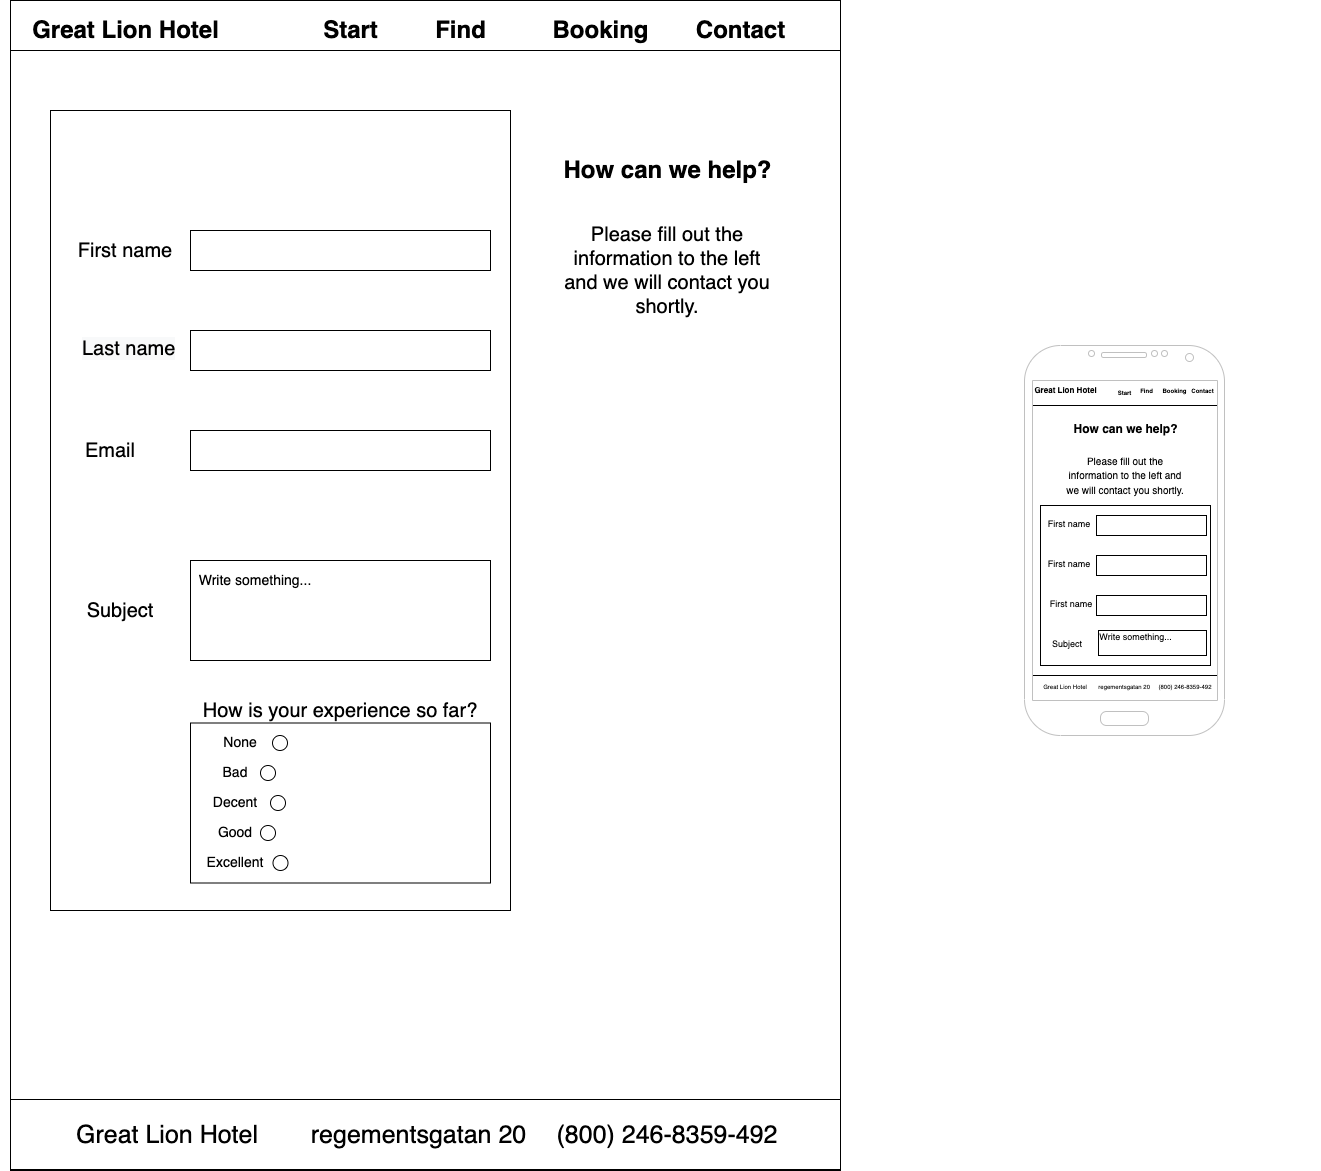 Great Lion Hotel Start Find Booking Contact
How can we help?
Please fill out the
information to the left
and we will contact you
shortly.
First name
Last name
Email
Write something...
Subject
How is your experience so far?
None
Bad
Decent
Good
Excellent
Great Lion Hotel regementsgatan 20 (800) 246-8359-492
Great Lion Hotel Start Find Booking Contact
How can we help?
Please fill out the
information to the left and
we will contact you shortly.
First name
First name
First name
Write something...
Subject
Great Lion Hotel regementsgatan 20 (800) 246-8359-492